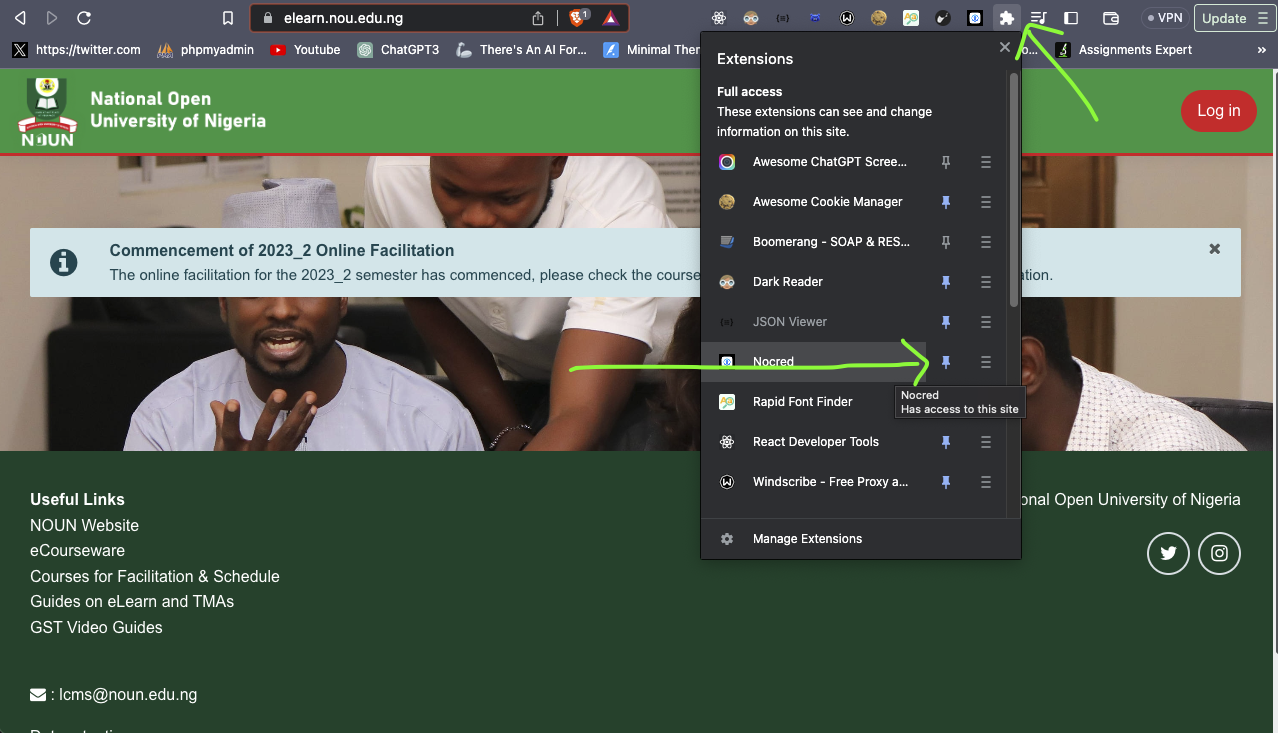 elearn.nou.edu.ng
1
VPN
Update
https://twitter.com
phpmyadmin
Youtube
ChatGPT3
There's An AI For...
Minimal Ther
o...
Assignments Expert
»
National Open
University of Nigeria
NOUN
Log in
Extensions
Full access
These extensions can see and change
information on this site.
Awesome ChatGPT Scree...
Awesome Cookie Manager
Boomerang - SOAP & RES...
Dark Reader
JSON Viewer
Nocred
Nocred
Has access to this site
Rapid Font Finder
React Developer Tools
Windscribe - Free Proxy a...
Manage Extensions
Commencement of 2023_2 Online Facilitation
The online facilitation for the 2023_2 semester has commenced, please check the course
ation.
Useful Links
NOUN Website
eCourseware
Courses for Facilitation & Schedule
Guides on eLearn and TMAs
GST Video Guides
: lcms@noun.edu.ng
onal Open University of Nigeria